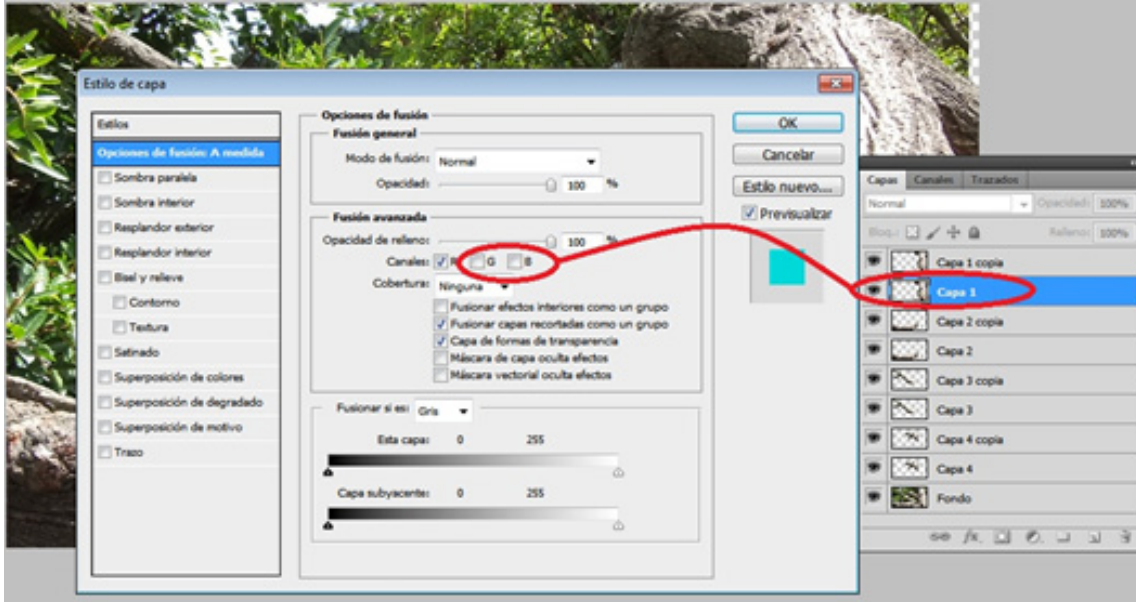 Estilo de capa
Estilos
Opciones de fusión: A medida
Sombra paralela
Sombra interior
Resplandor exterior
Resplandor interior
Bisel y relieve
Contorno
Textura
Satinado
Superposición de colores
Superposición de degradado
Superposición de motivo
Trazo
Opciones de fusión
Fusión general
Modo de fusión: Normal
Opacidad: 100 %
Fusión avanzada
Opacidad de relleno: 100 %
Canales: R G B
Cobertura: Ninguna
Fusionar efectos interiores como un grupo
Fusionar capas recortadas como un grupo
Capa de formas de transparencia
Máscara de capa oculta efectos
Máscara vectorial oculta efectos
Fusionar si es: Gris
Esta capa: 0 255
Capa subyacente: 0 255
OK
Cancelar
Estilo nuevo....
Previsualizar
Capas Canales Trazados
Normal Opacidad: 100%
Bloq.: Relleno: 100%
Capa 1 copia
Capa 1
Capa 2 copia
Capa 2
Capa 3 copia
Capa 3
Capa 4 copia
Capa 4
Fondo
fx.